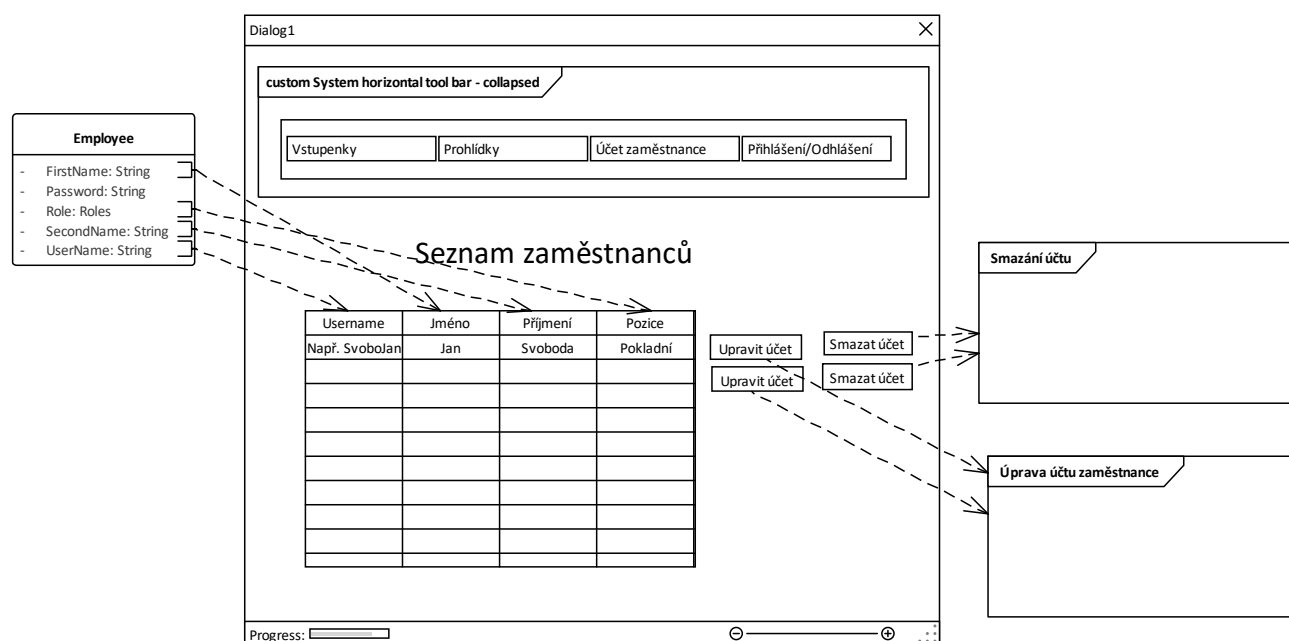 Dialog1
custom System horizontal tool bar - collapsed
Vstupenky Prohlídky Účet zaměstnance Přihlášení/Odhlášení
Employee
- FirstName: String
- Password: String
- Role: Roles
- SecondName: String
- UserName: String
Seznam zaměstnanců
Username Jméno Příjmení Pozice
Např. SvoboJan Jan Svoboda Pokladní
Upravit účet Smazat účet
Upravit účet Smazat účet
Smazání účtu
Úprava účtu zaměstnance
Progress: